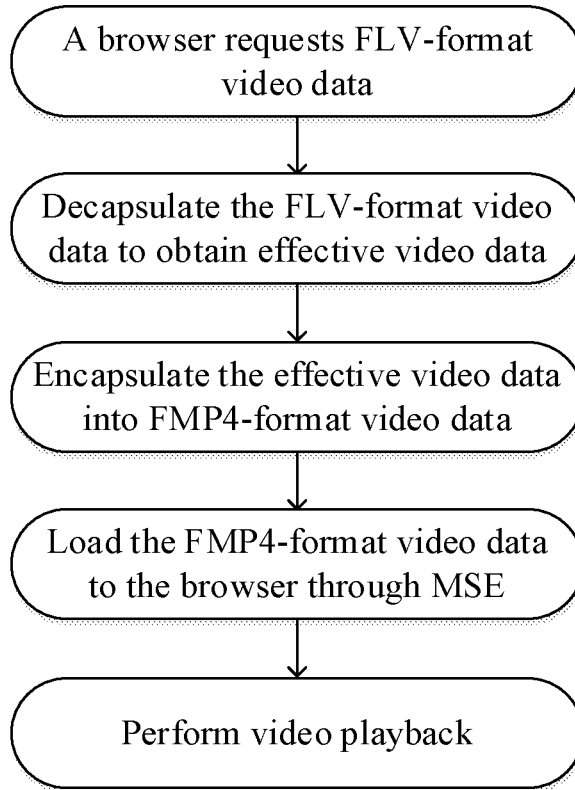 A browser requests FLV-format
video data
Decapsulate the FLV-format video
data to obtain effective video data
Encapsulate the effective video data
into FMP4-format video data
Load the FMP4-format video data
to the browser through MSE
Perform video playback